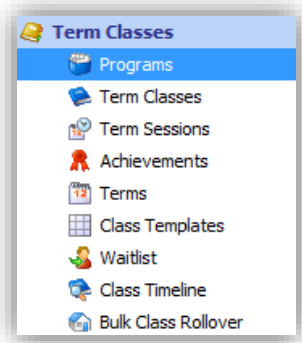 Term Classes
Programs
Term Classes
Term Sessions
Achievements
Terms
Class Templates
Waitlist
Class Timeline
Bulk Class Rollover